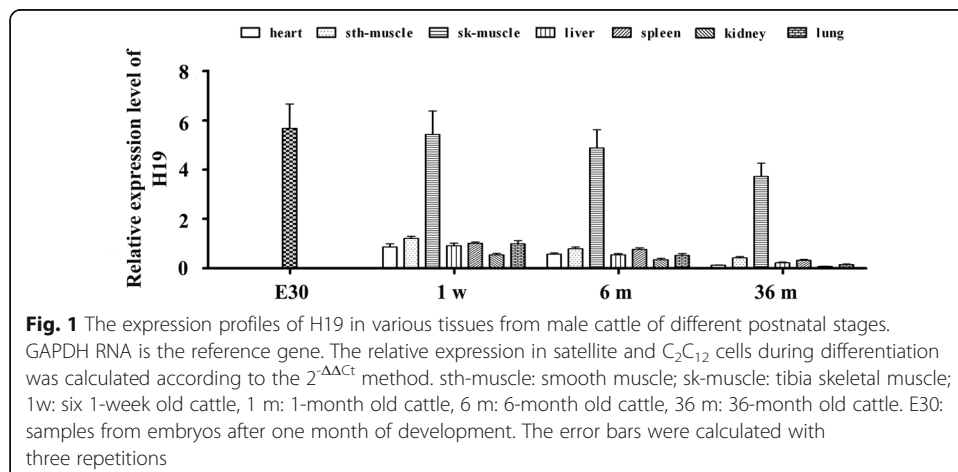 heart sth-muscle sk-muscle liver spleen kidney lung
Relative expression level of
H19
8
6
4
2
0
E30 1 w 6 m 36 m
Fig. 1 The expression profiles of H19 in various tissues from male cattle of different postnatal stages.
GAPDH RNA is the reference gene. The relative expression in satellite and C₂C₁₂ cells during differentiation
was calculated according to the 2⁻ΔΔCt method. sth-muscle: smooth muscle; sk-muscle: tibia skeletal muscle;
1w: six 1-week old cattle, 1 m: 1-month old cattle, 6 m: 6-month old cattle, 36 m: 36-month old cattle. E30:
samples from embryos after one month of development. The error bars were calculated with
three repetitions